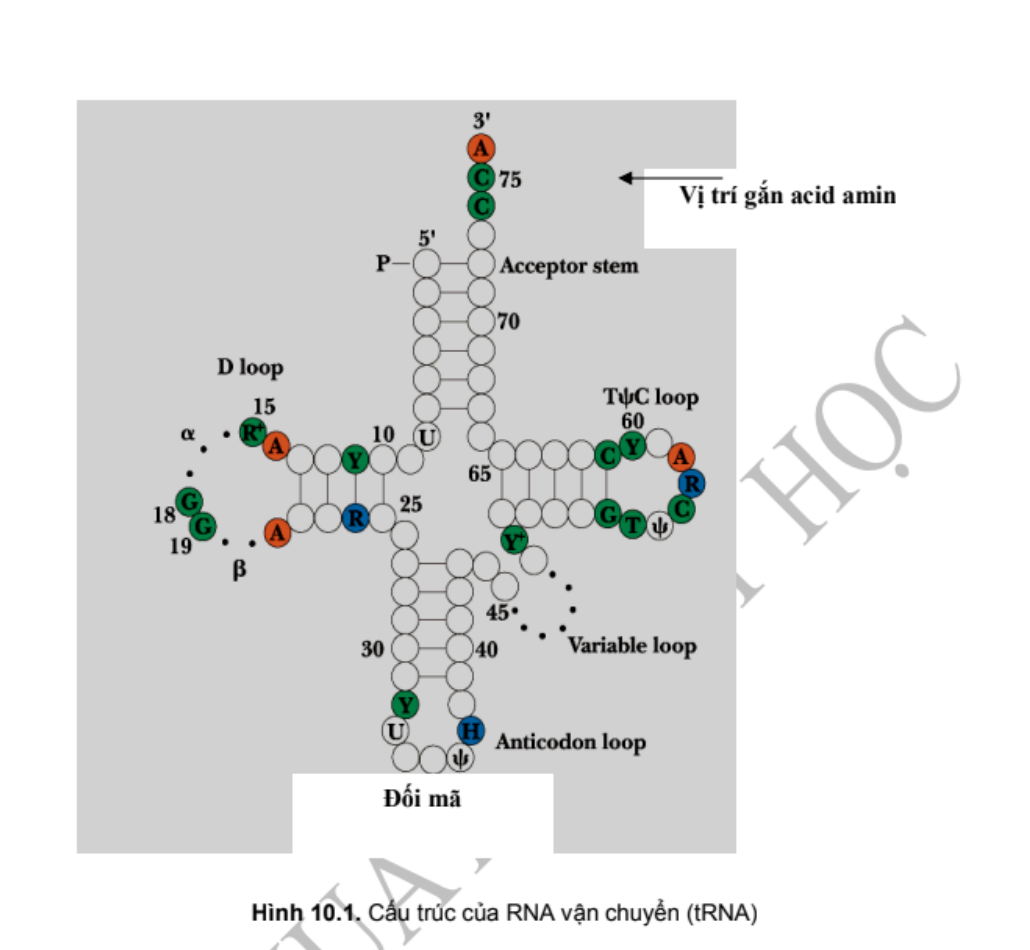 3'
A
C 75
C
Vị trí gắn acid amin
5'
P
Acceptor stem
70
D loop
TψC loop
15
60
α
R⁺
A
Y
10
U
C
Y
A
65
R
G
18
G
19
A
R
25
G
T
ψ
C
β
Y⁺
45
30
40
Variable loop
Y
U
H
ψ
Anticodon loop
Đối mã
HỌC
Hình 10.1. Cấu trúc của RNA vận chuyển (tRNA)